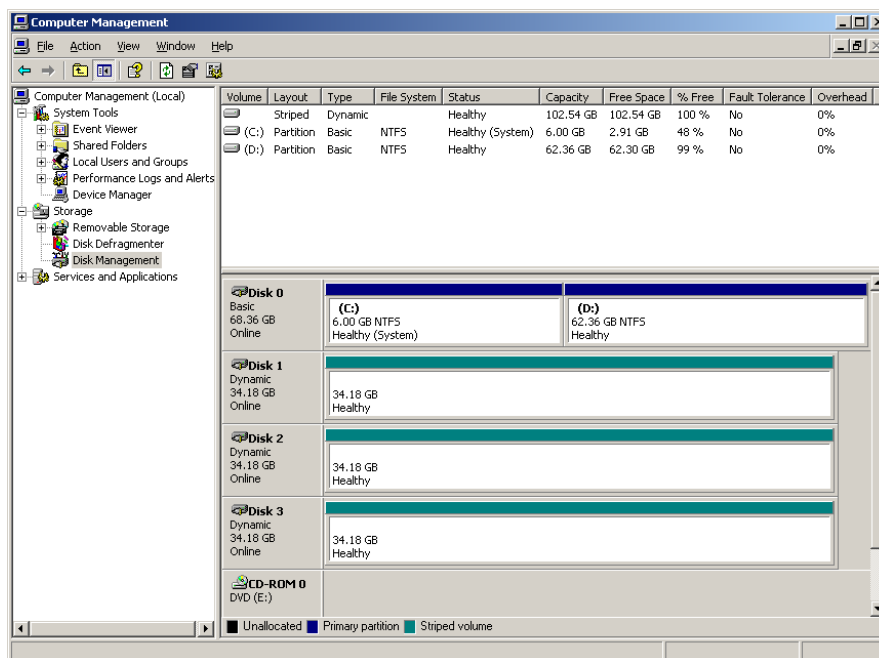 Computer Management
File Action View Window Help
Computer Management (Local)
System Tools
Event Viewer
Shared Folders
Local Users and Groups
Performance Logs and Alerts
Device Manager
Storage
Removable Storage
Disk Defragmenter
Disk Management
Services and Applications
Volume Layout Type File System Status Capacity Free Space % Free Fault Tolerance Overhead
Striped Dynamic Healthy 102.54 GB 102.54 GB 100 % No 0%
(C:) Partition Basic NTFS Healthy (System) 6.00 GB 2.91 GB 48 % No 0%
(D:) Partition Basic NTFS Healthy 62.36 GB 62.30 GB 99 % No 0%
Disk 0
Basic
68.36 GB
Online
(C:)
6.00 GB NTFS
Healthy (System)
(D:)
62.36 GB NTFS
Healthy
Disk 1
Dynamic
34.18 GB
Online
34.18 GB
Healthy
Disk 2
Dynamic
34.18 GB
Online
34.18 GB
Healthy
Disk 3
Dynamic
34.18 GB
Online
34.18 GB
Healthy
CD-ROM 0
DVD (E:)
Unallocated Primary partition Striped volume